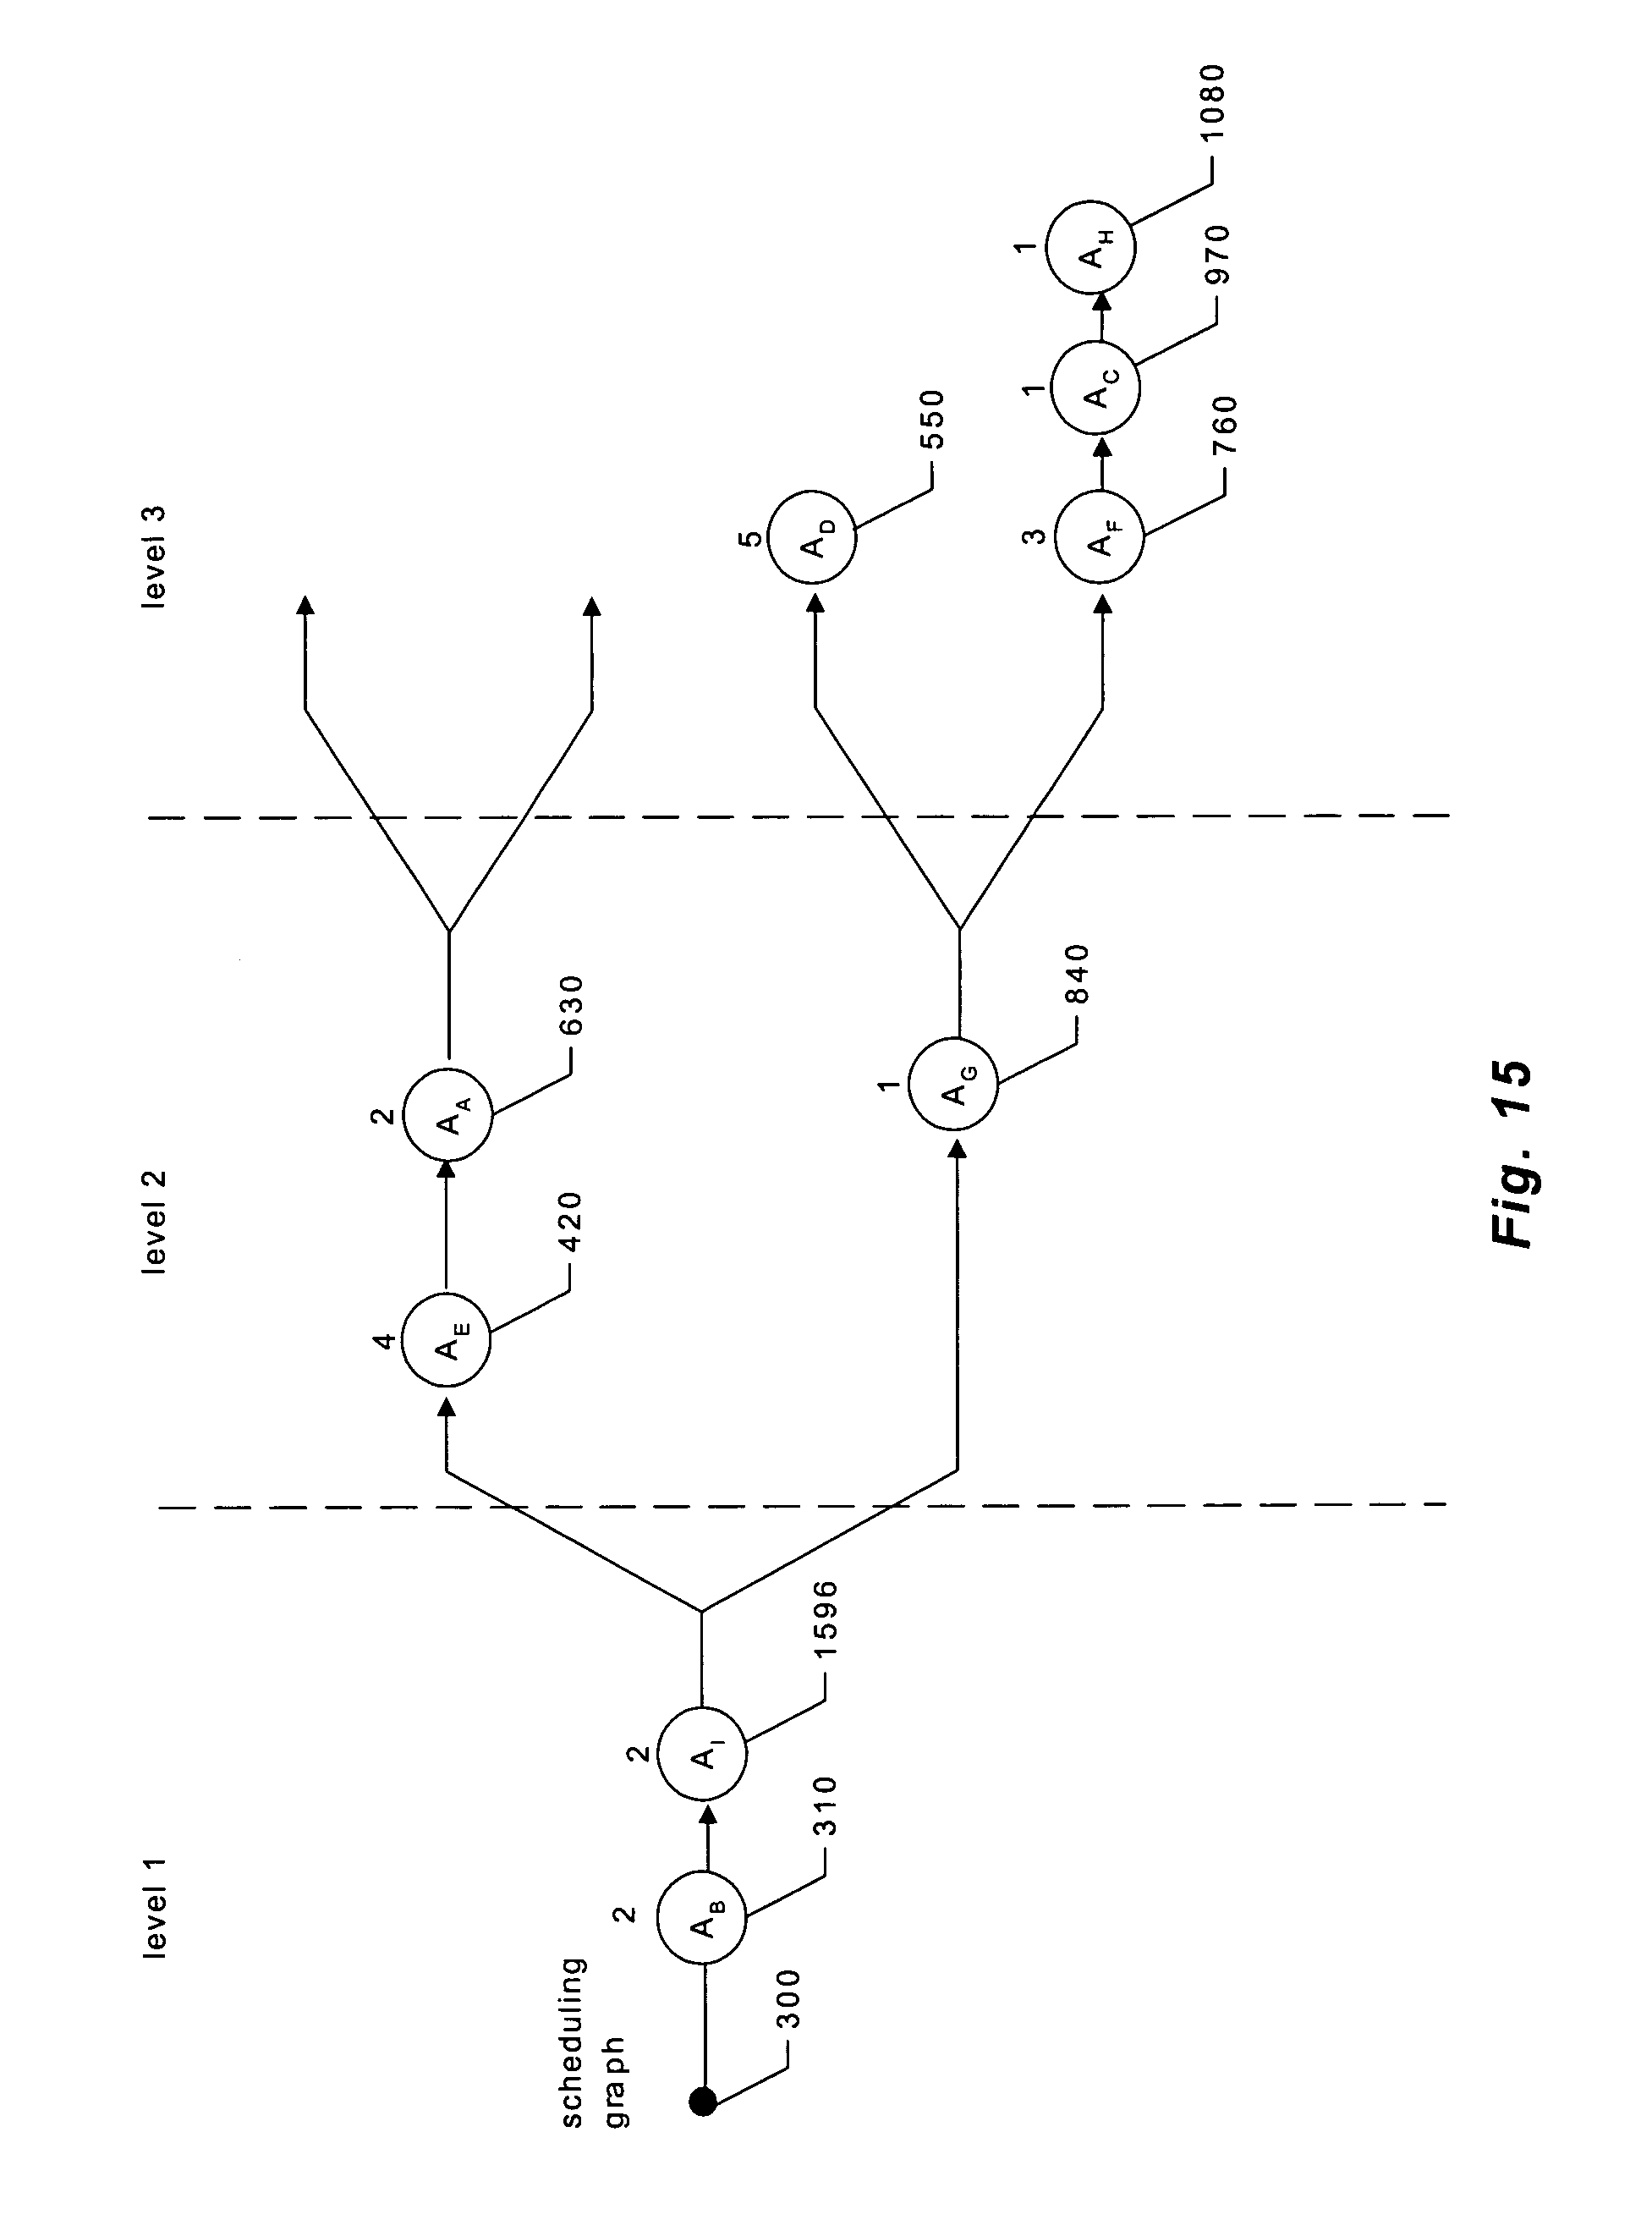 level 1
level 2
level 3
scheduling
graph
300
2
A_B
310
2
A_I
1596
4
A_E
420
2
A_A
630
1
A_G
840
5
A_D
550
3
A_F
760
1
A_C
970
1
A_H
1080
Fig. 15